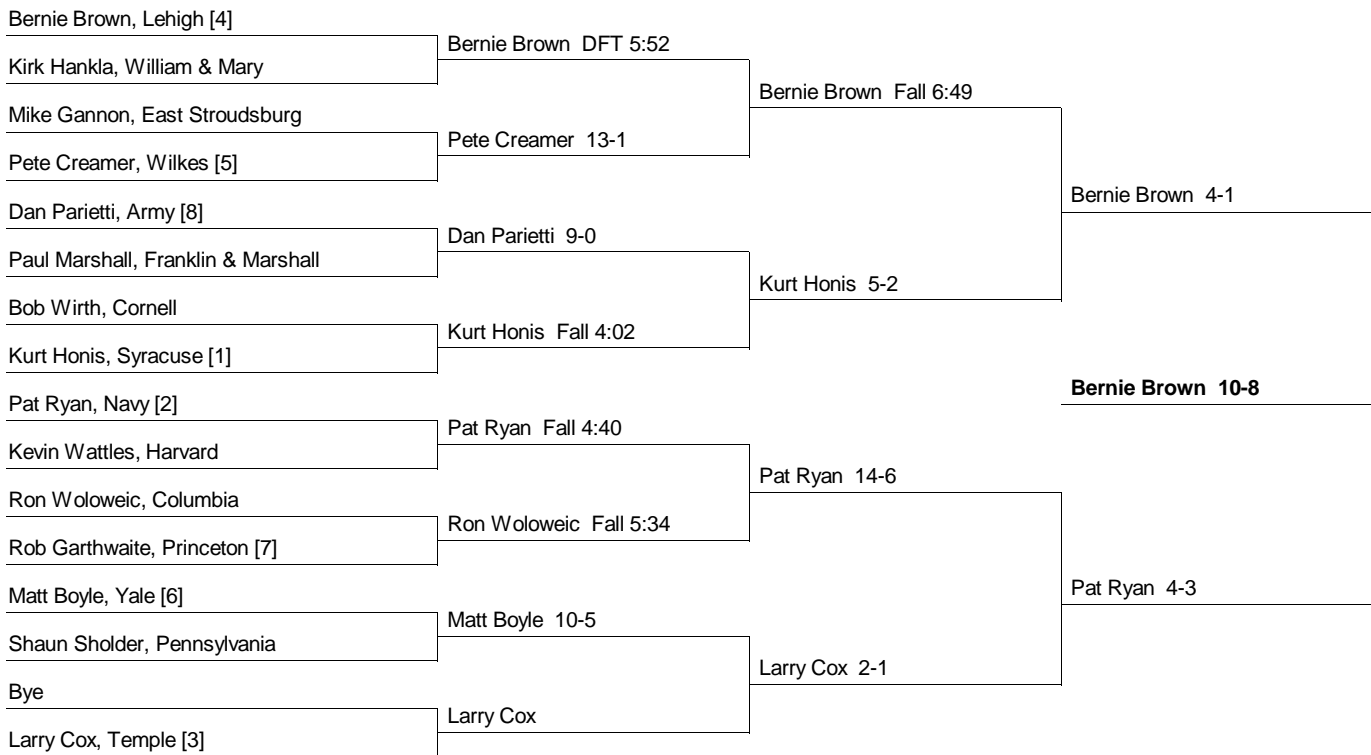 Bernie Brown, Lehigh [4]
Kirk Hankla, William & Mary
Mike Gannon, East Stroudsburg
Pete Creamer, Wilkes [5]
Dan Parietti, Army [8]
Paul Marshall, Franklin & Marshall
Bob Wirth, Cornell
Kurt Honis, Syracuse [1]
Pat Ryan, Navy [2]
Kevin Wattles, Harvard
Ron Woloweic, Columbia
Rob Garthwaite, Princeton [7]
Matt Boyle, Yale [6]
Shaun Sholder, Pennsylvania
Bye
Larry Cox, Temple [3]
Bernie Brown DFT 5:52
Pete Creamer 13-1
Dan Parietti 9-0
Kurt Honis Fall 4:02
Pat Ryan Fall 4:40
Ron Woloweic Fall 5:34
Matt Boyle 10-5
Larry Cox
Bernie Brown Fall 6:49
Kurt Honis 5-2
Pat Ryan 14-6
Larry Cox 2-1
Bernie Brown 4-1
Pat Ryan 4-3
Bernie Brown 10-8